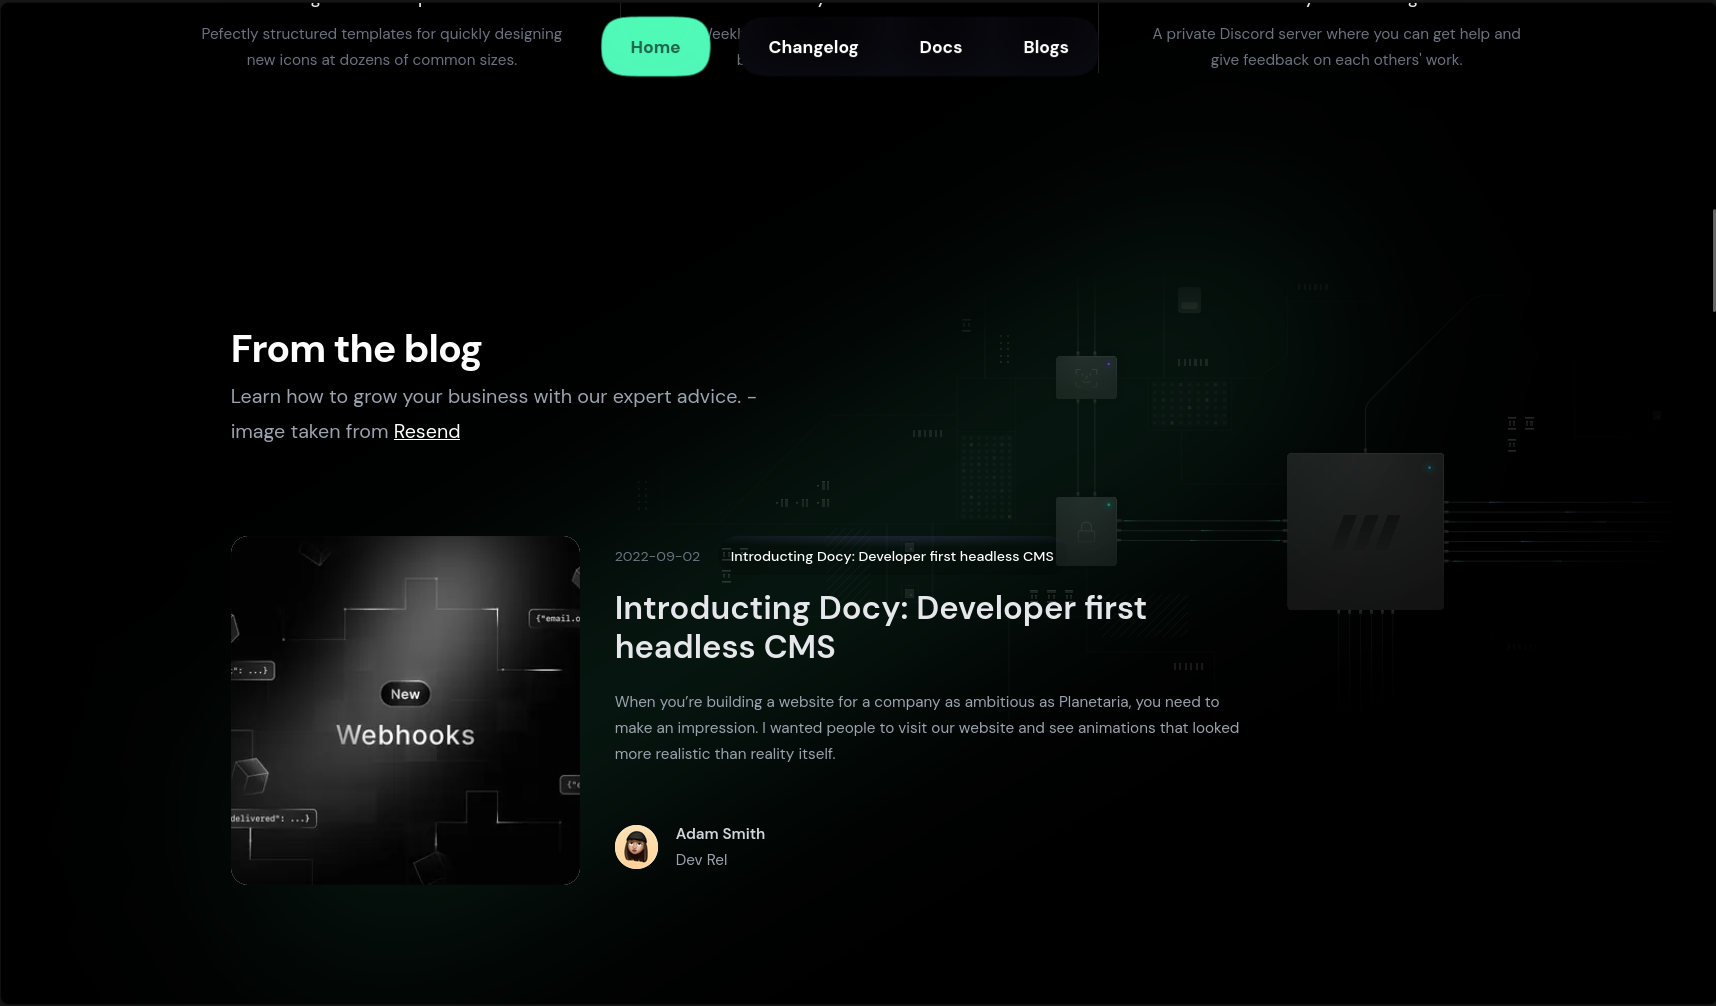 Pefectly structured templates for quickly designing
new icons at dozens of common sizes.
A private Discord server where you can get help and
give feedback on each others' work.
Home
Changelog
Docs
Blogs
From the blog
Learn how to grow your business with our expert advice. -
image taken from Resend
{"email.o
": ...}
New
Webhooks
{"e
delivered": ...}
2022-09-02
Introducting Docy: Developer first headless CMS
Introducting Docy: Developer first
headless CMS
When you’re building a website for a company as ambitious as Planetaria, you need to
make an impression. I wanted people to visit our website and see animations that looked
more realistic than reality itself.
Adam Smith
Dev Rel